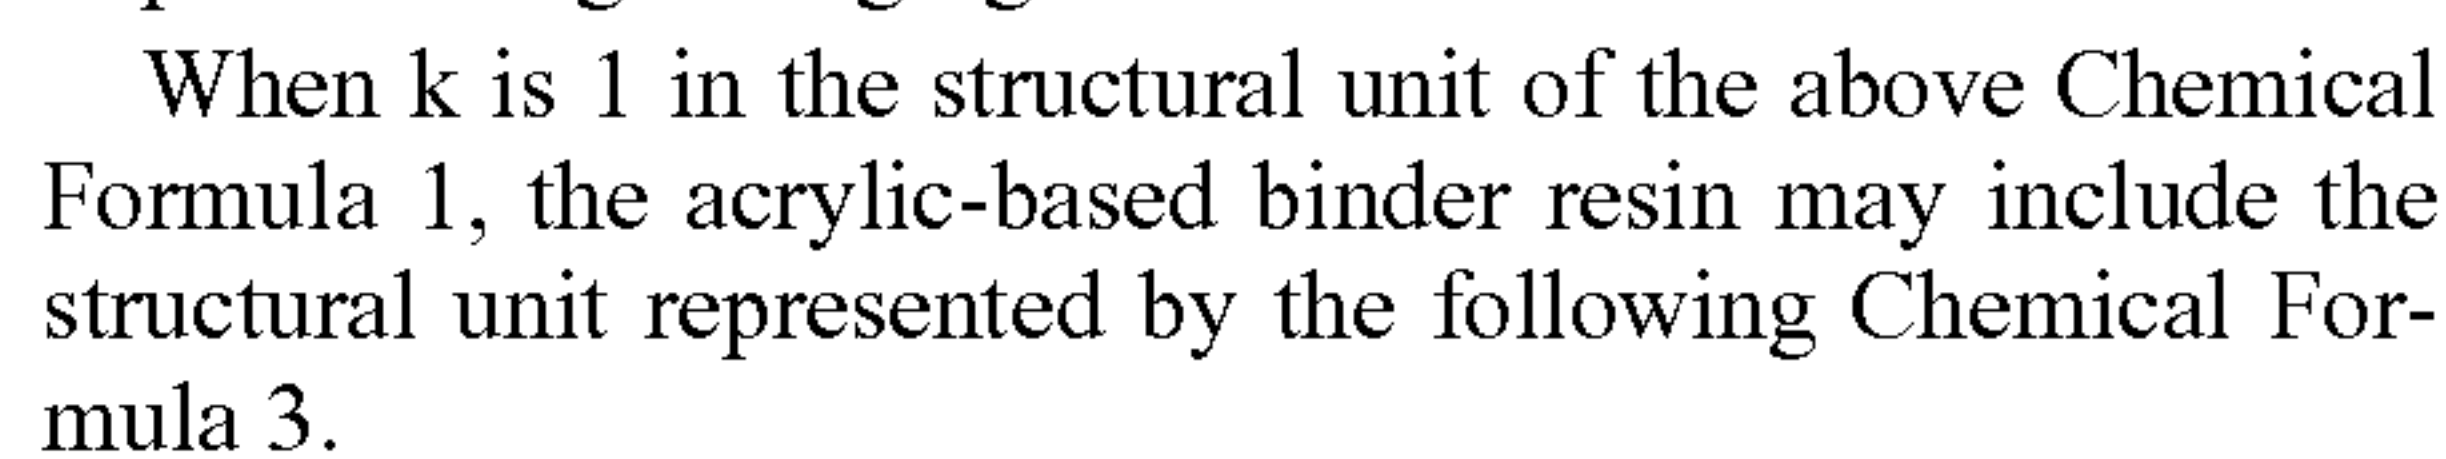 When k is 1 in the structural unit of the above Chemical
Formula 1, the acrylic-based binder resin may include the
structural unit represented by the following Chemical For-
mula 3.